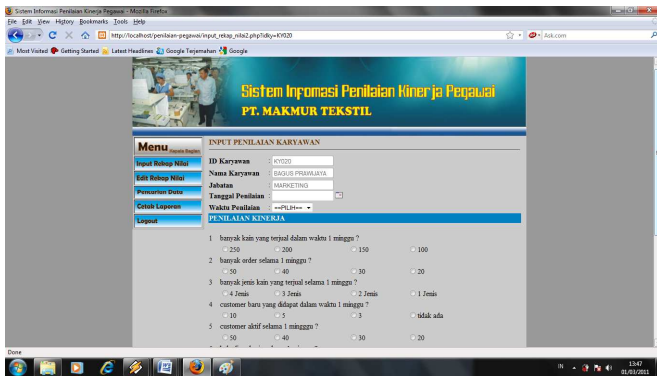 Sistem Informasi Penilaian Kinerja Pegawai - Mozilla Firefox
File Edit View History Bookmarks Tools Help
http://localhost/penilaian-pegawai/input_rekap_nilai2.php?idky=KY020
Ask.com
Most Visited Getting Started Latest Headlines Google Terjemahan Google
Sistem Infomasi Penilaian Kinerja Pegawai
PT. MAKMUR TEKSTIL
Menu Kepala Bagian
Input Rekap Nilai
Edit Rekap Nilai
Pencarian Data
Cetak Laporan
Logout
INPUT PENILAIAN KARYAWAN
ID Karyawan : KY020
Nama Karyawan : BAGUS PRAWIJAYA
Jabatan : MARKETING
Tanggal Penilaian :
Waktu Penilaian : ==PILIH==
PENILAIAN KINERJA
1 banyak kain yang terjual dalam waktu 1 minggu ?
250 200 150 100
2 banyak order selama 1 minggu ?
50 40 30 20
3 banyak jenis kain yang terjual selama 1 minggu ?
4 Jenis 3 Jenis 2 Jenis 1 Jenis
4 customer baru yang didapat dalam waktu 1 minggu ?
10 5 3 tidak ada
5 customer aktif selama 1 mingggu ?
50 40 30 20
Done
IN
13:47
01/03/2011